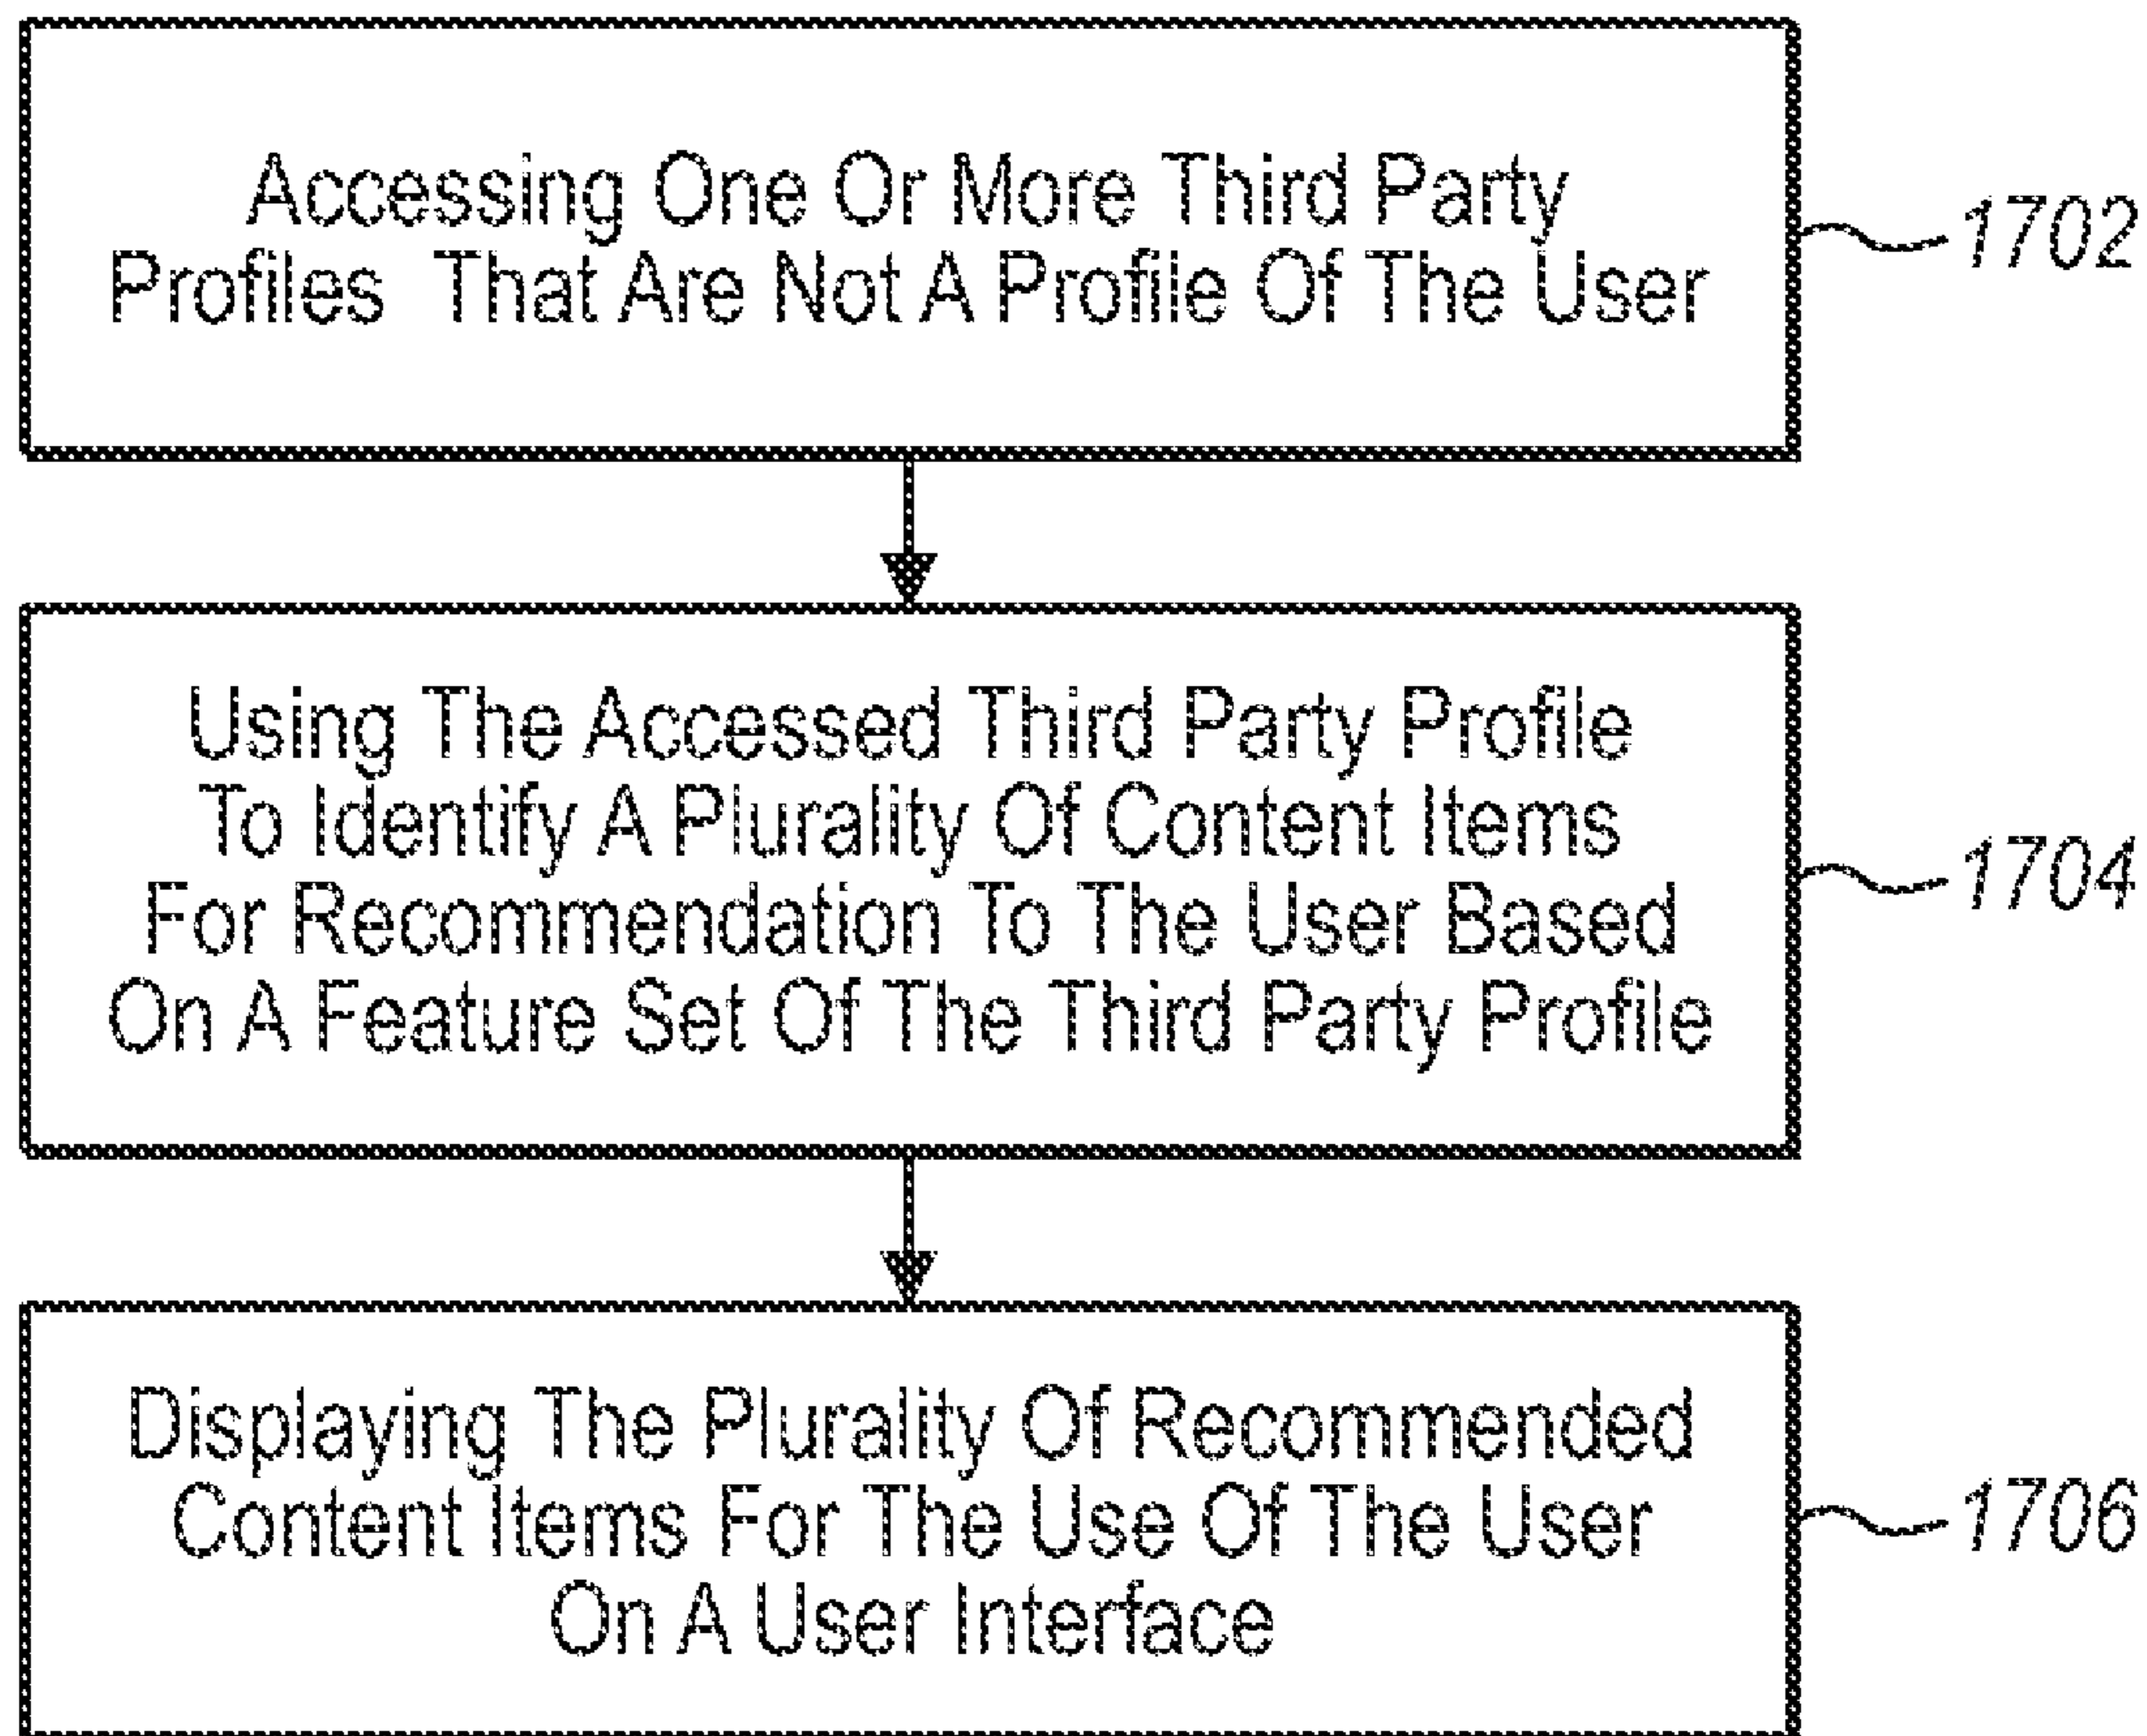 Accessing One Or More Third Party
Profiles That Are Not A Profile Of The User
1702
Using The Accessed Third Party Profile
To Identify A Plurality Of Content Items
For Recommendation To The User Based
On A Feature Set Of The Third Party Profile
1704
Displaying The Plurality Of Recommended
Content Items For The Use Of The User
On A User Interface
1706